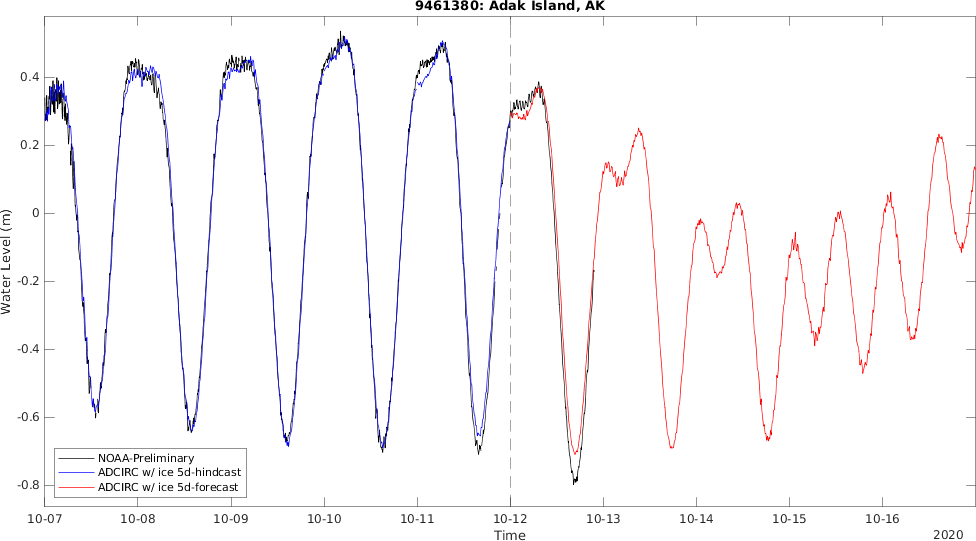 9461380: Adak Island, AK
Water Level (m)
0.4
0.2
0
-0.2
-0.4
-0.6
-0.8
NOAA-Preliminary
ADCIRC w/ ice 5d-hindcast
ADCIRC w/ ice 5d-forecast
10-07 10-08 10-09 10-10 10-11 10-12 10-13 10-14 10-15 10-16
Time
2020